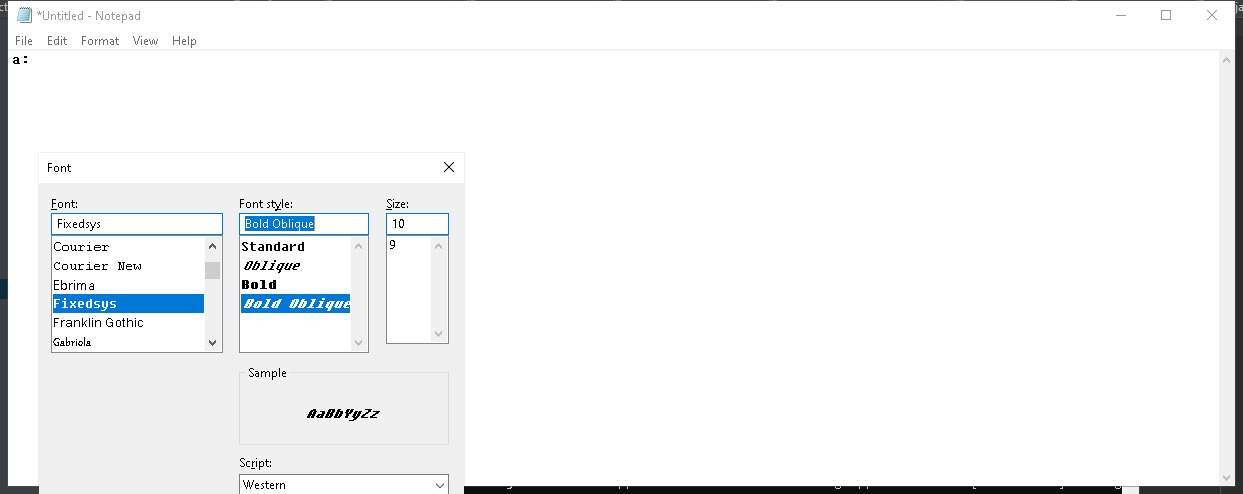 *Untitled - Notepad
File Edit Format View Help
a:
Font
Font: Font style: Size:
Fixedsys Bold Oblique 10
Courier Standard 9
Courier New Oblique
Ebrima Bold
Fixedsys Bold Oblique
Franklin Gothic
Gabriola
Sample
AaBbYyZz
Script:
Western